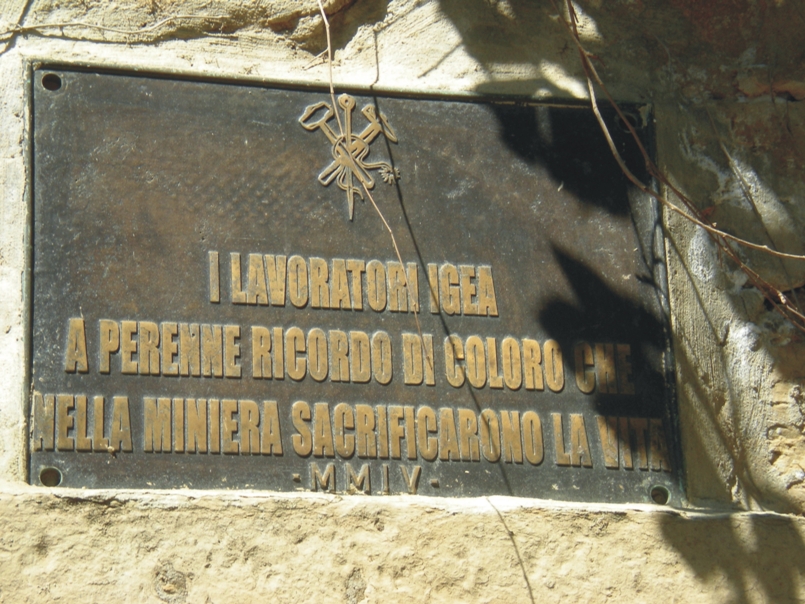 I LAVORATORI IGEA
A PERENNE RICORDO DI COLORO CHE
NELLA MINIERA SACRIFICARONO LA VITA
-MMIV-